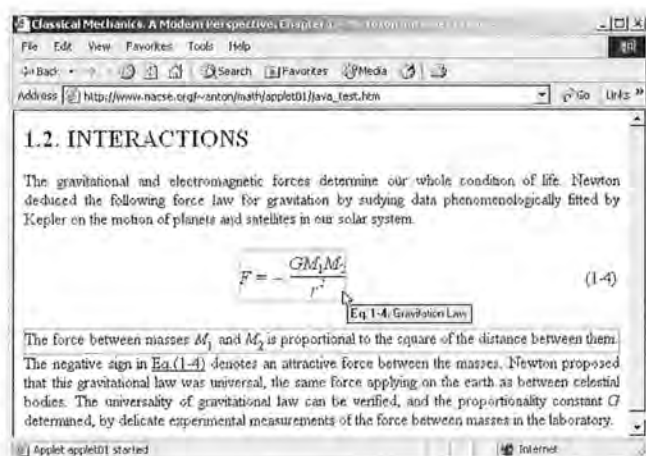 Classical Mechanics. A Modern Perspective. Chapter
File Edit View Favorites Tools Help
Back Search Favorites Media
Address http://www.nacse.org/~anton/math/applet01/java_test.htm Go Links »
1.2. INTERACTIONS
The gravitational and electromagnetic forces determine our whole condition of life. Newton
deduced the following force law for gravitation by sudying data phenomenologically fitted by
Kepler on the motion of planets and satellites in our solar system.
F = − GM₁M₂ / r² (1-4)
Eq. 1-4. Gravitation Law
The force between masses M₁ and M₂ is proportional to the square of the distance between them.
The negative sign in Eq.(1-4) denotes an attractive force between the masses. Newton proposed
that this gravitational law was universal, the same force applying on the earth as between celestial
bodies. The universality of gravitational law can be verified, and the proportionality constant G
determined, by delicate experimental measurements of the force between masses in the laboratory.
Applet applet01 started Internet